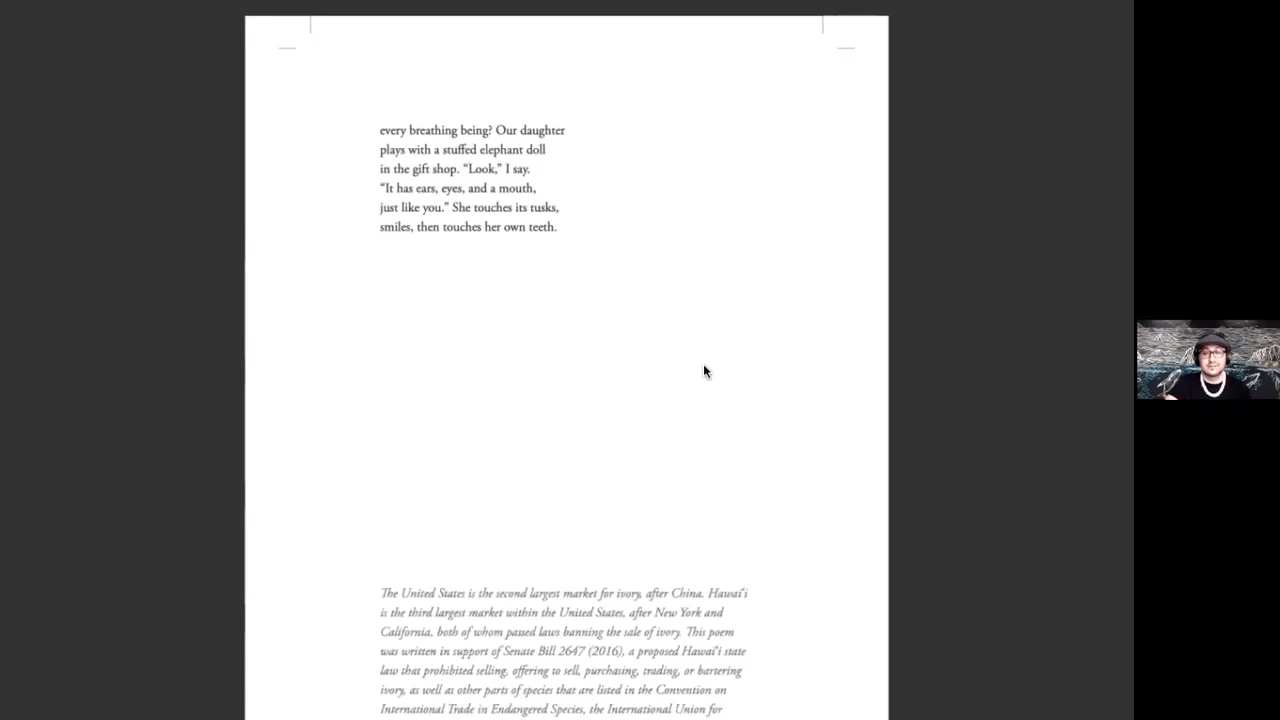 every breathing being? Our daughter
plays with a stuffed elephant doll
in the gift shop. “Look,” I say.
“It has ears, eyes, and a mouth,
just like you.” She touches its tusks,
smiles, then touches her own teeth.
The United States is the second largest market for ivory, after China. Hawaiʻi
is the third largest market within the United States, after New York and
California, both of whom passed laws banning the sale of ivory. This poem
was written in support of Senate Bill 2647 (2016), a proposed Hawaiʻi state
law that prohibited selling, offering to sell, purchasing, trading, or bartering
ivory, as well as other parts of species that are listed in the Convention on
International Trade in Endangered Species, the International Union for